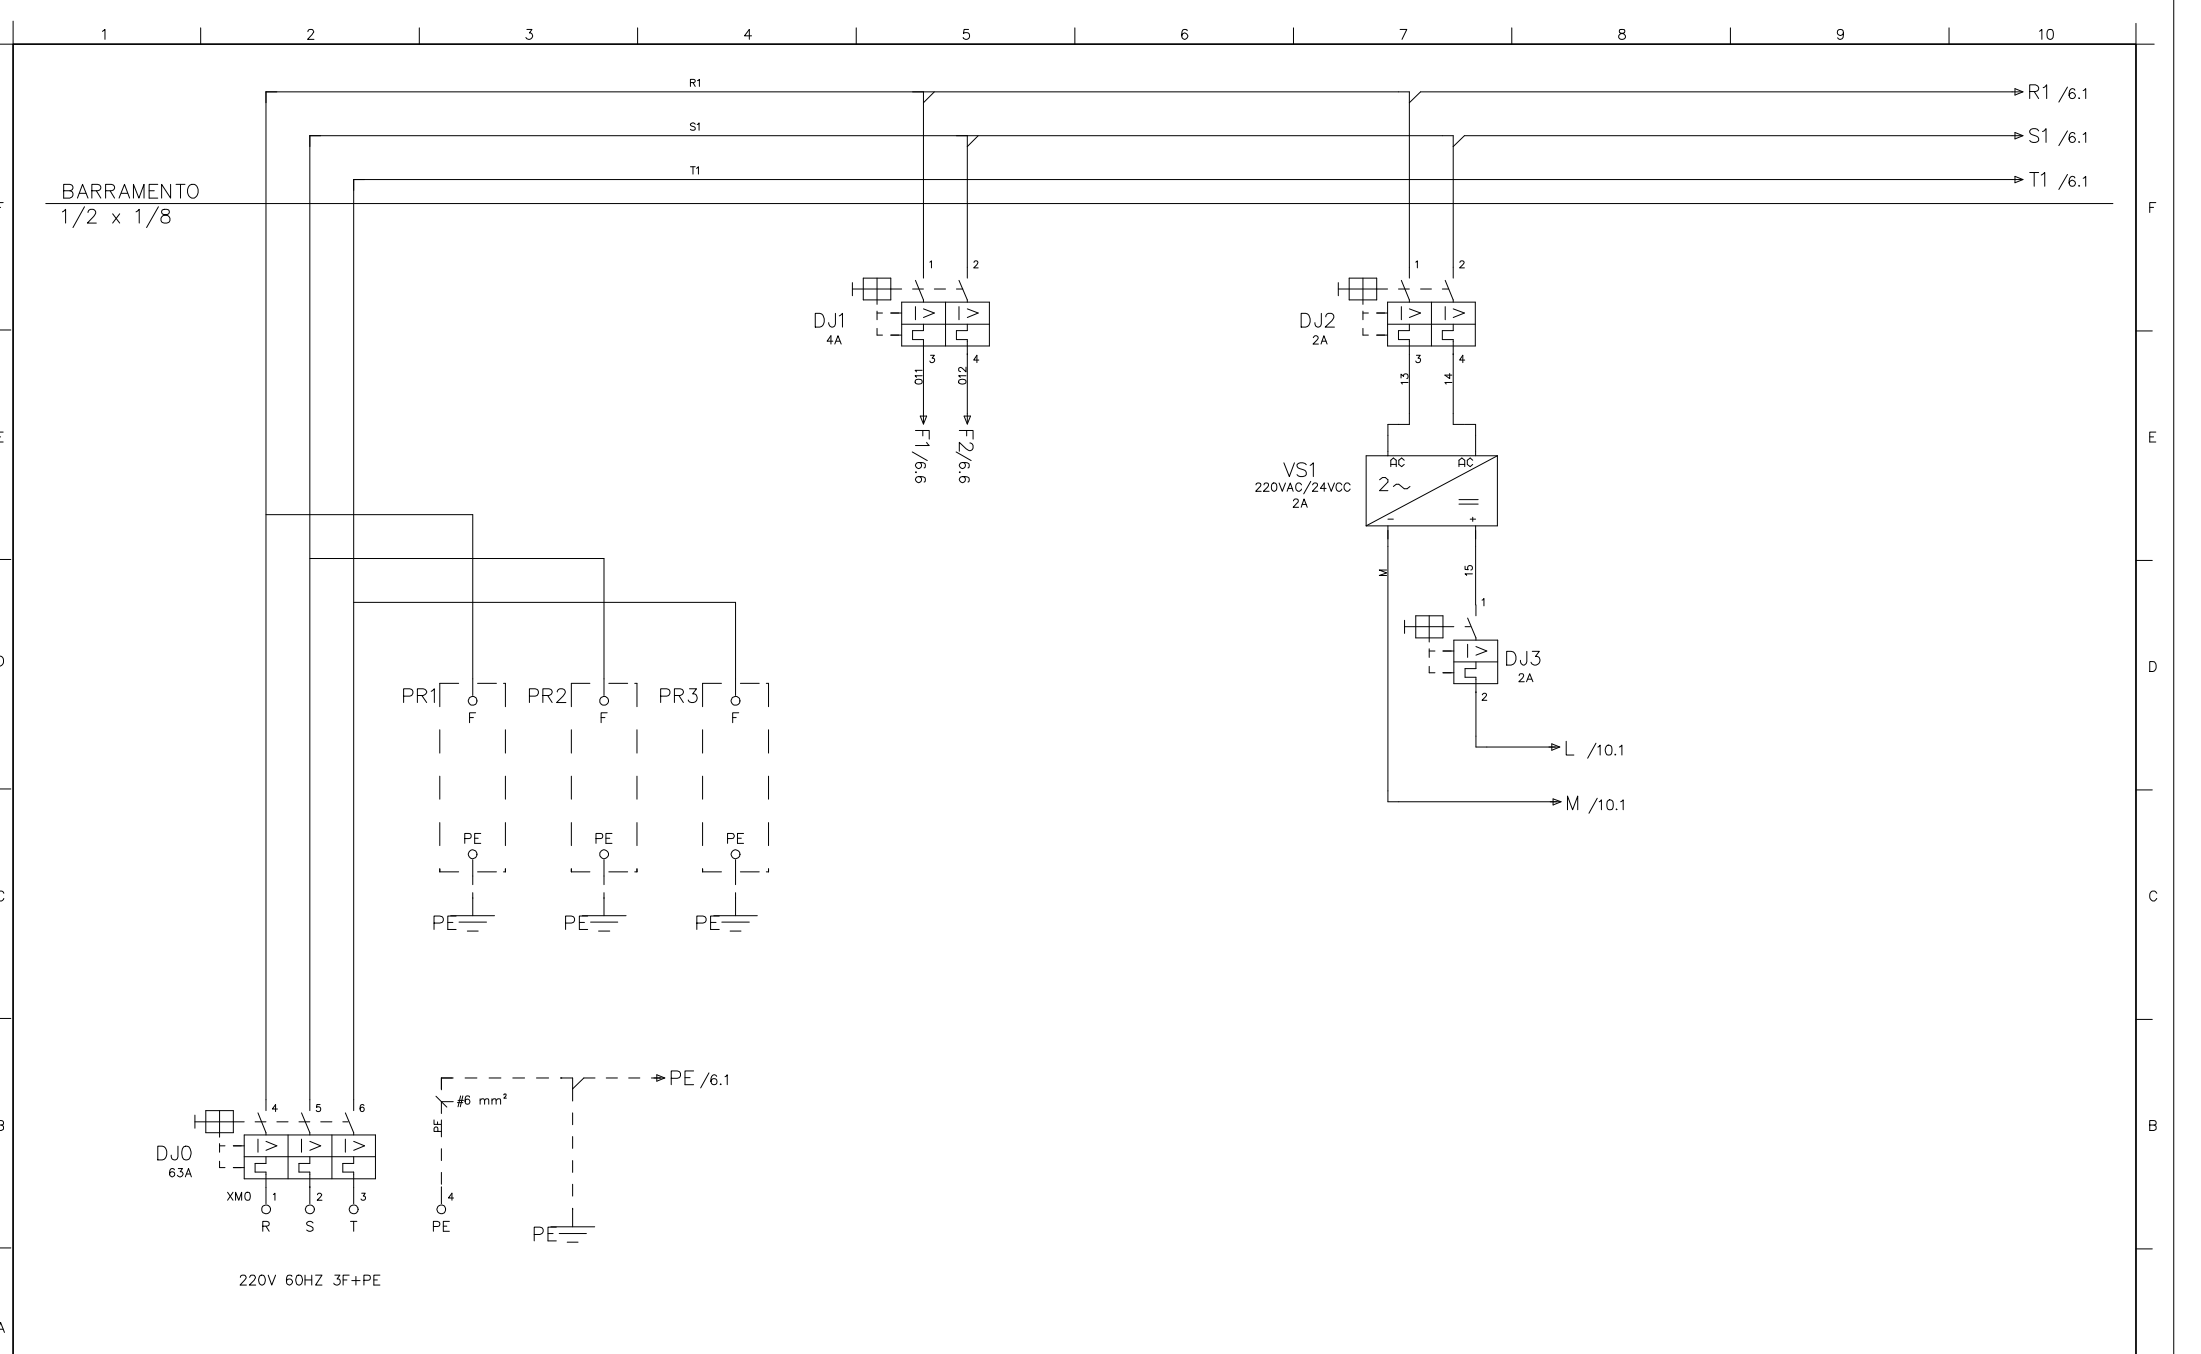 1 2 3 4 5 6 7 8 9 10
R1
R1 /6.1
S1
S1 /6.1
T1
T1 /6.1
BARRAMENTO
1/2 x 1/8
F
1 2
1 2
DJ1
4A
DJ2
2A
3 4
3 4
011 012
13 14
F1/6.6
F2/6.6
E
VS1
220VAC/24VCC
2A
AC AC
2~
- +
M
15
1
DJ3
2A
2
D
PR1
PR2
PR3
F
F
F
L /10.1
M /10.1
PE
PE
PE
C
PE
PE
PE
PE /6.1
#6 mm²
PE
4 5 6
DJ0
63A
B
XM0 1 2 3
4
R S T
PE
PE
220V 60HZ 3F+PE
A